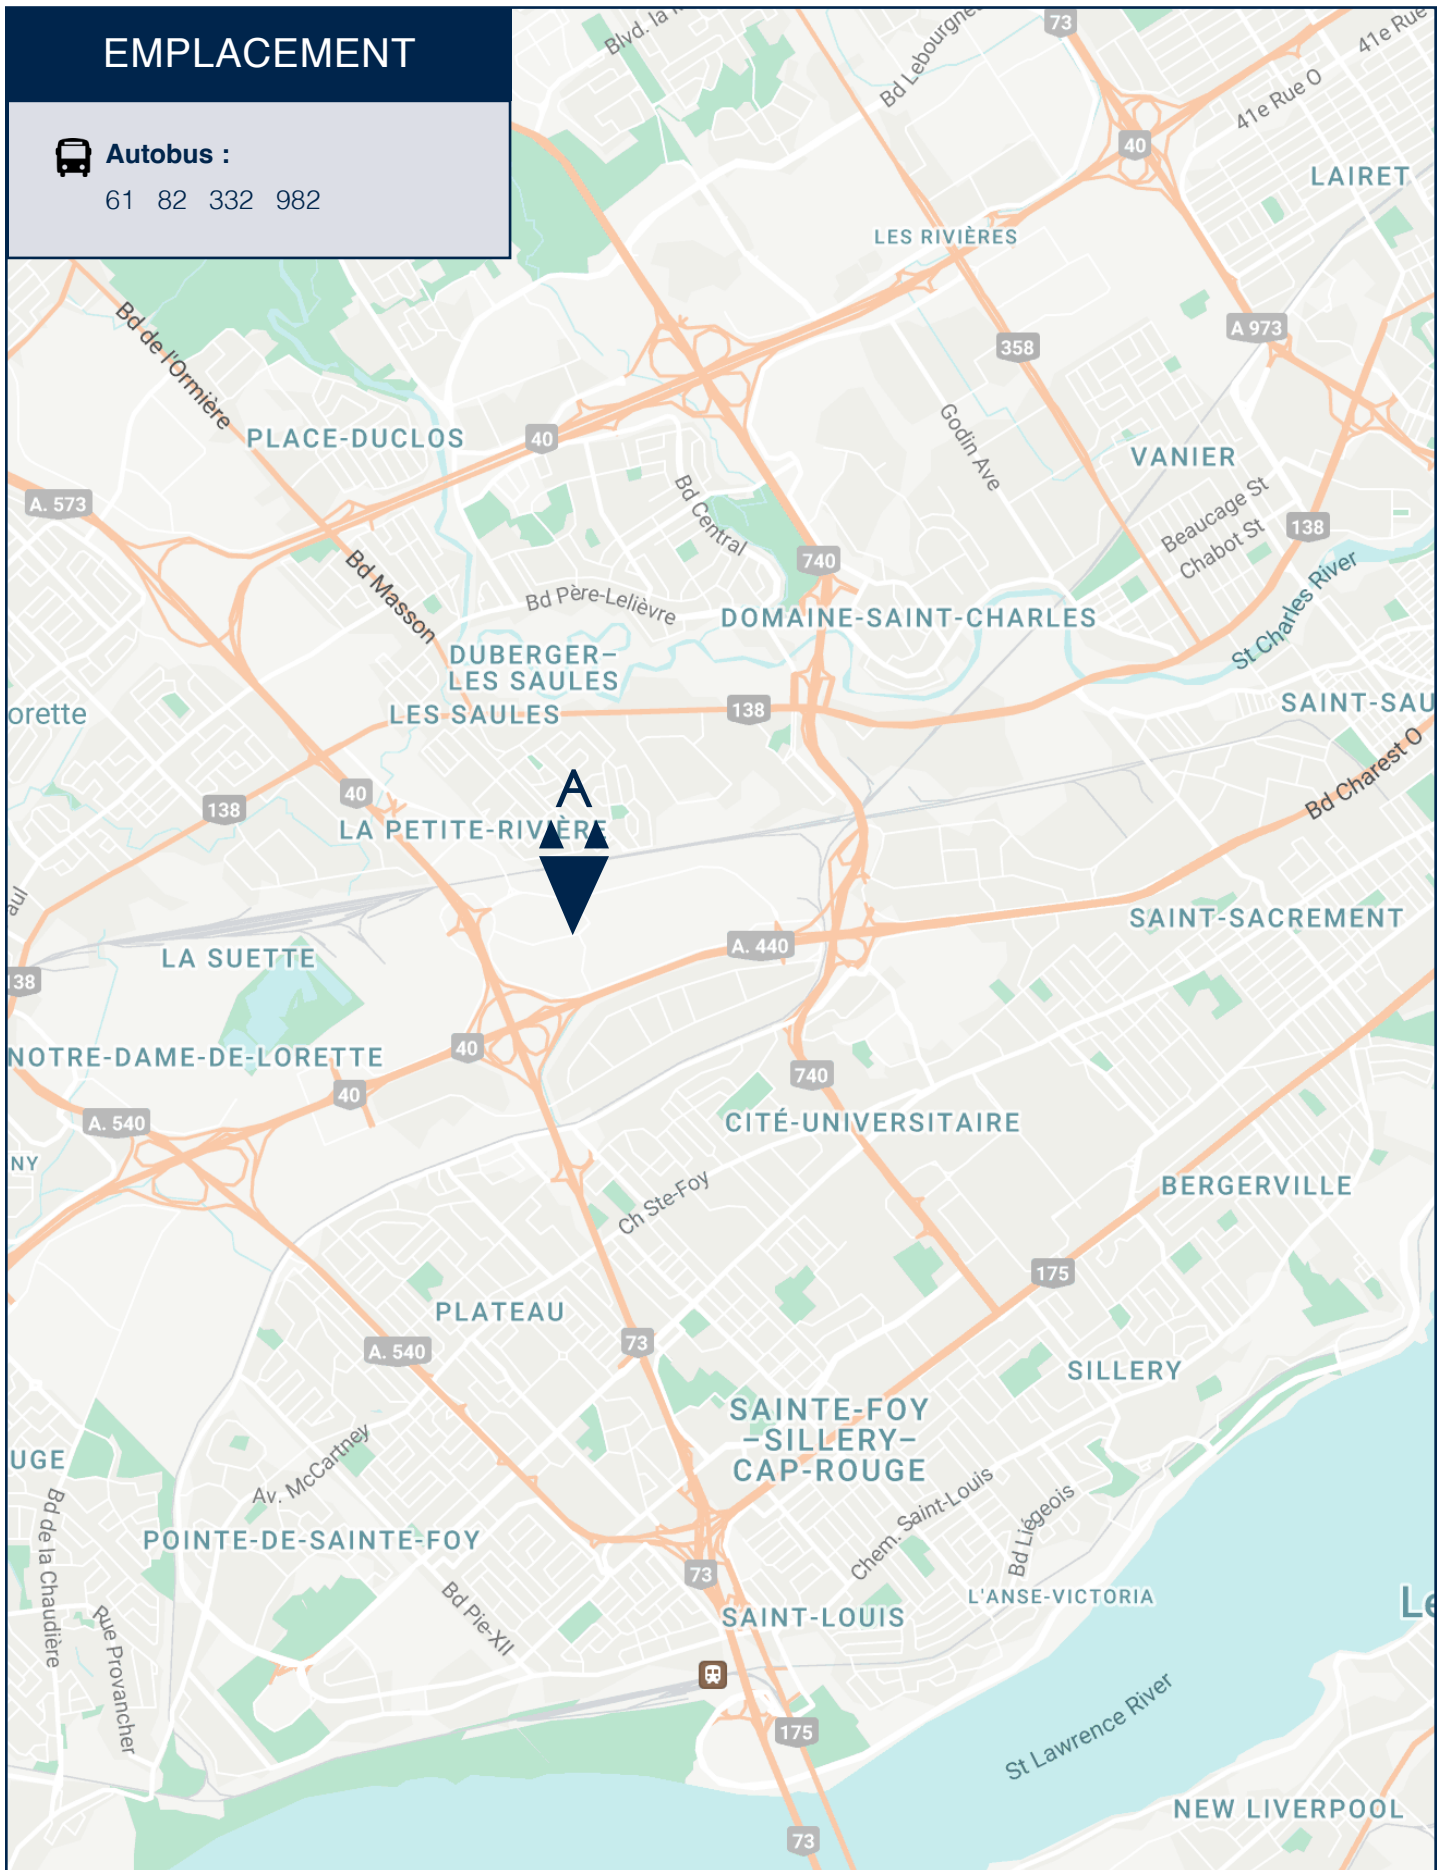 EMPLACEMENT
Autobus :
61 82 332 982
73
41e Rue
Bd Lebourgne
Blvd. la
41e Rue O
40
LAIRET
LES RIVIÈRES
Bd de l'Ormière
A 973
358
PLACE-DUCLOS
40
Godin Ave
VANIER
A. 573
Bd Central
Beaucage St
138
Chabot St
740
Bd Masson
Bd Père-Lelièvre
St Charles River
DOMAINE-SAINT-CHARLES
DUBERGER–
LES SAULES
orette
LES SAULES
138
SAINT-SAU
Bd Charest O
A
40
138
LA PETITE-RIVIÈRE
aul
SAINT-SACREMENT
A. 440
LA SUETTE
138
NOTRE-DAME-DE-LORETTE
40
740
40
A. 540
CITÉ-UNIVERSITAIRE
NY
BERGERVILLE
Ch Ste-Foy
175
PLATEAU
73
A. 540
SILLERY
SAINTE-FOY
–SILLERY–
CAP-ROUGE
UGE
Av. McCartney
Chem. Saint-Louis
Bd Liégeois
Bd de la Chaudière
POINTE-DE-SAINTE-FOY
73
L'ANSE-VICTORIA
Le
Bd Pie-XII
SAINT-LOUIS
Rue Provancher
175
St Lawrence River
NEW LIVERPOOL
73